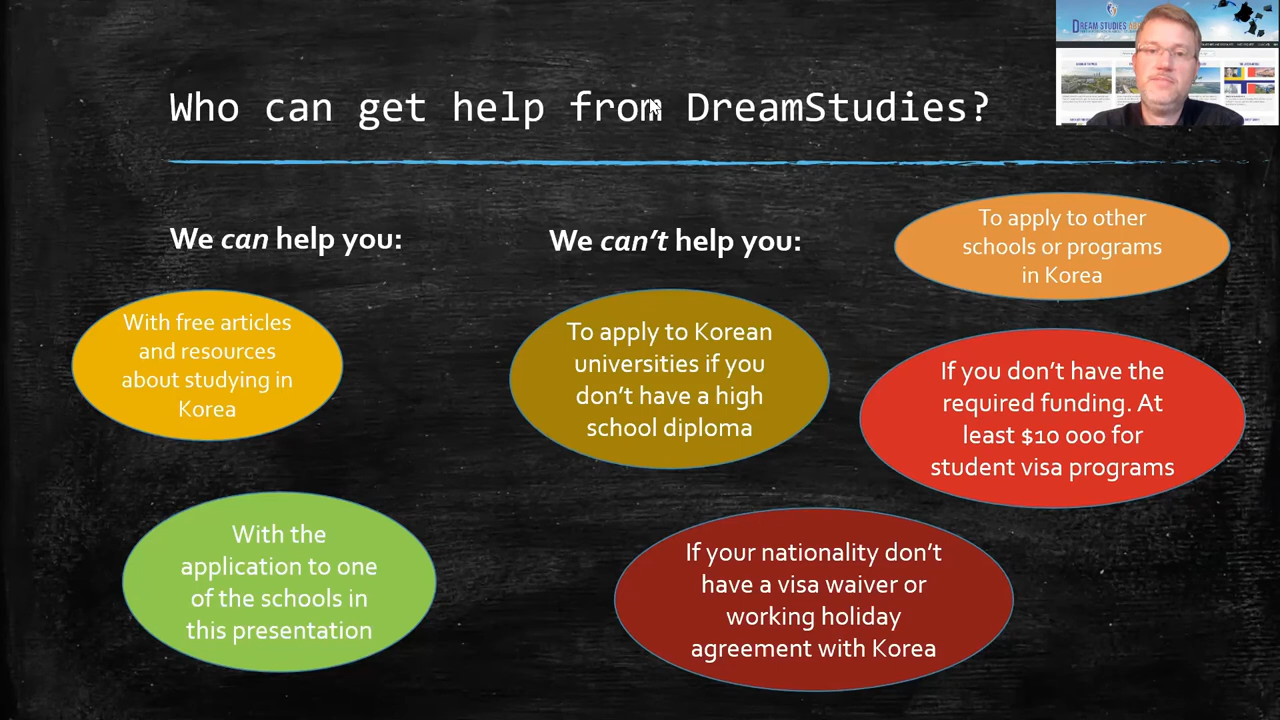 Who can get help from DreamStudies?
We can help you:
With free articles
and resources
about studying in
Korea
With the
application to one
of the schools in
this presentation
We can't help you:
To apply to Korean
universities if you
don't have a high
school diploma
To apply to other
schools or programs
in Korea
If you don't have the
required funding. At
least $10 000 for
student visa programs
If your nationality don't
have a visa waiver or
working holiday
agreement with Korea
DREAM STUDIES